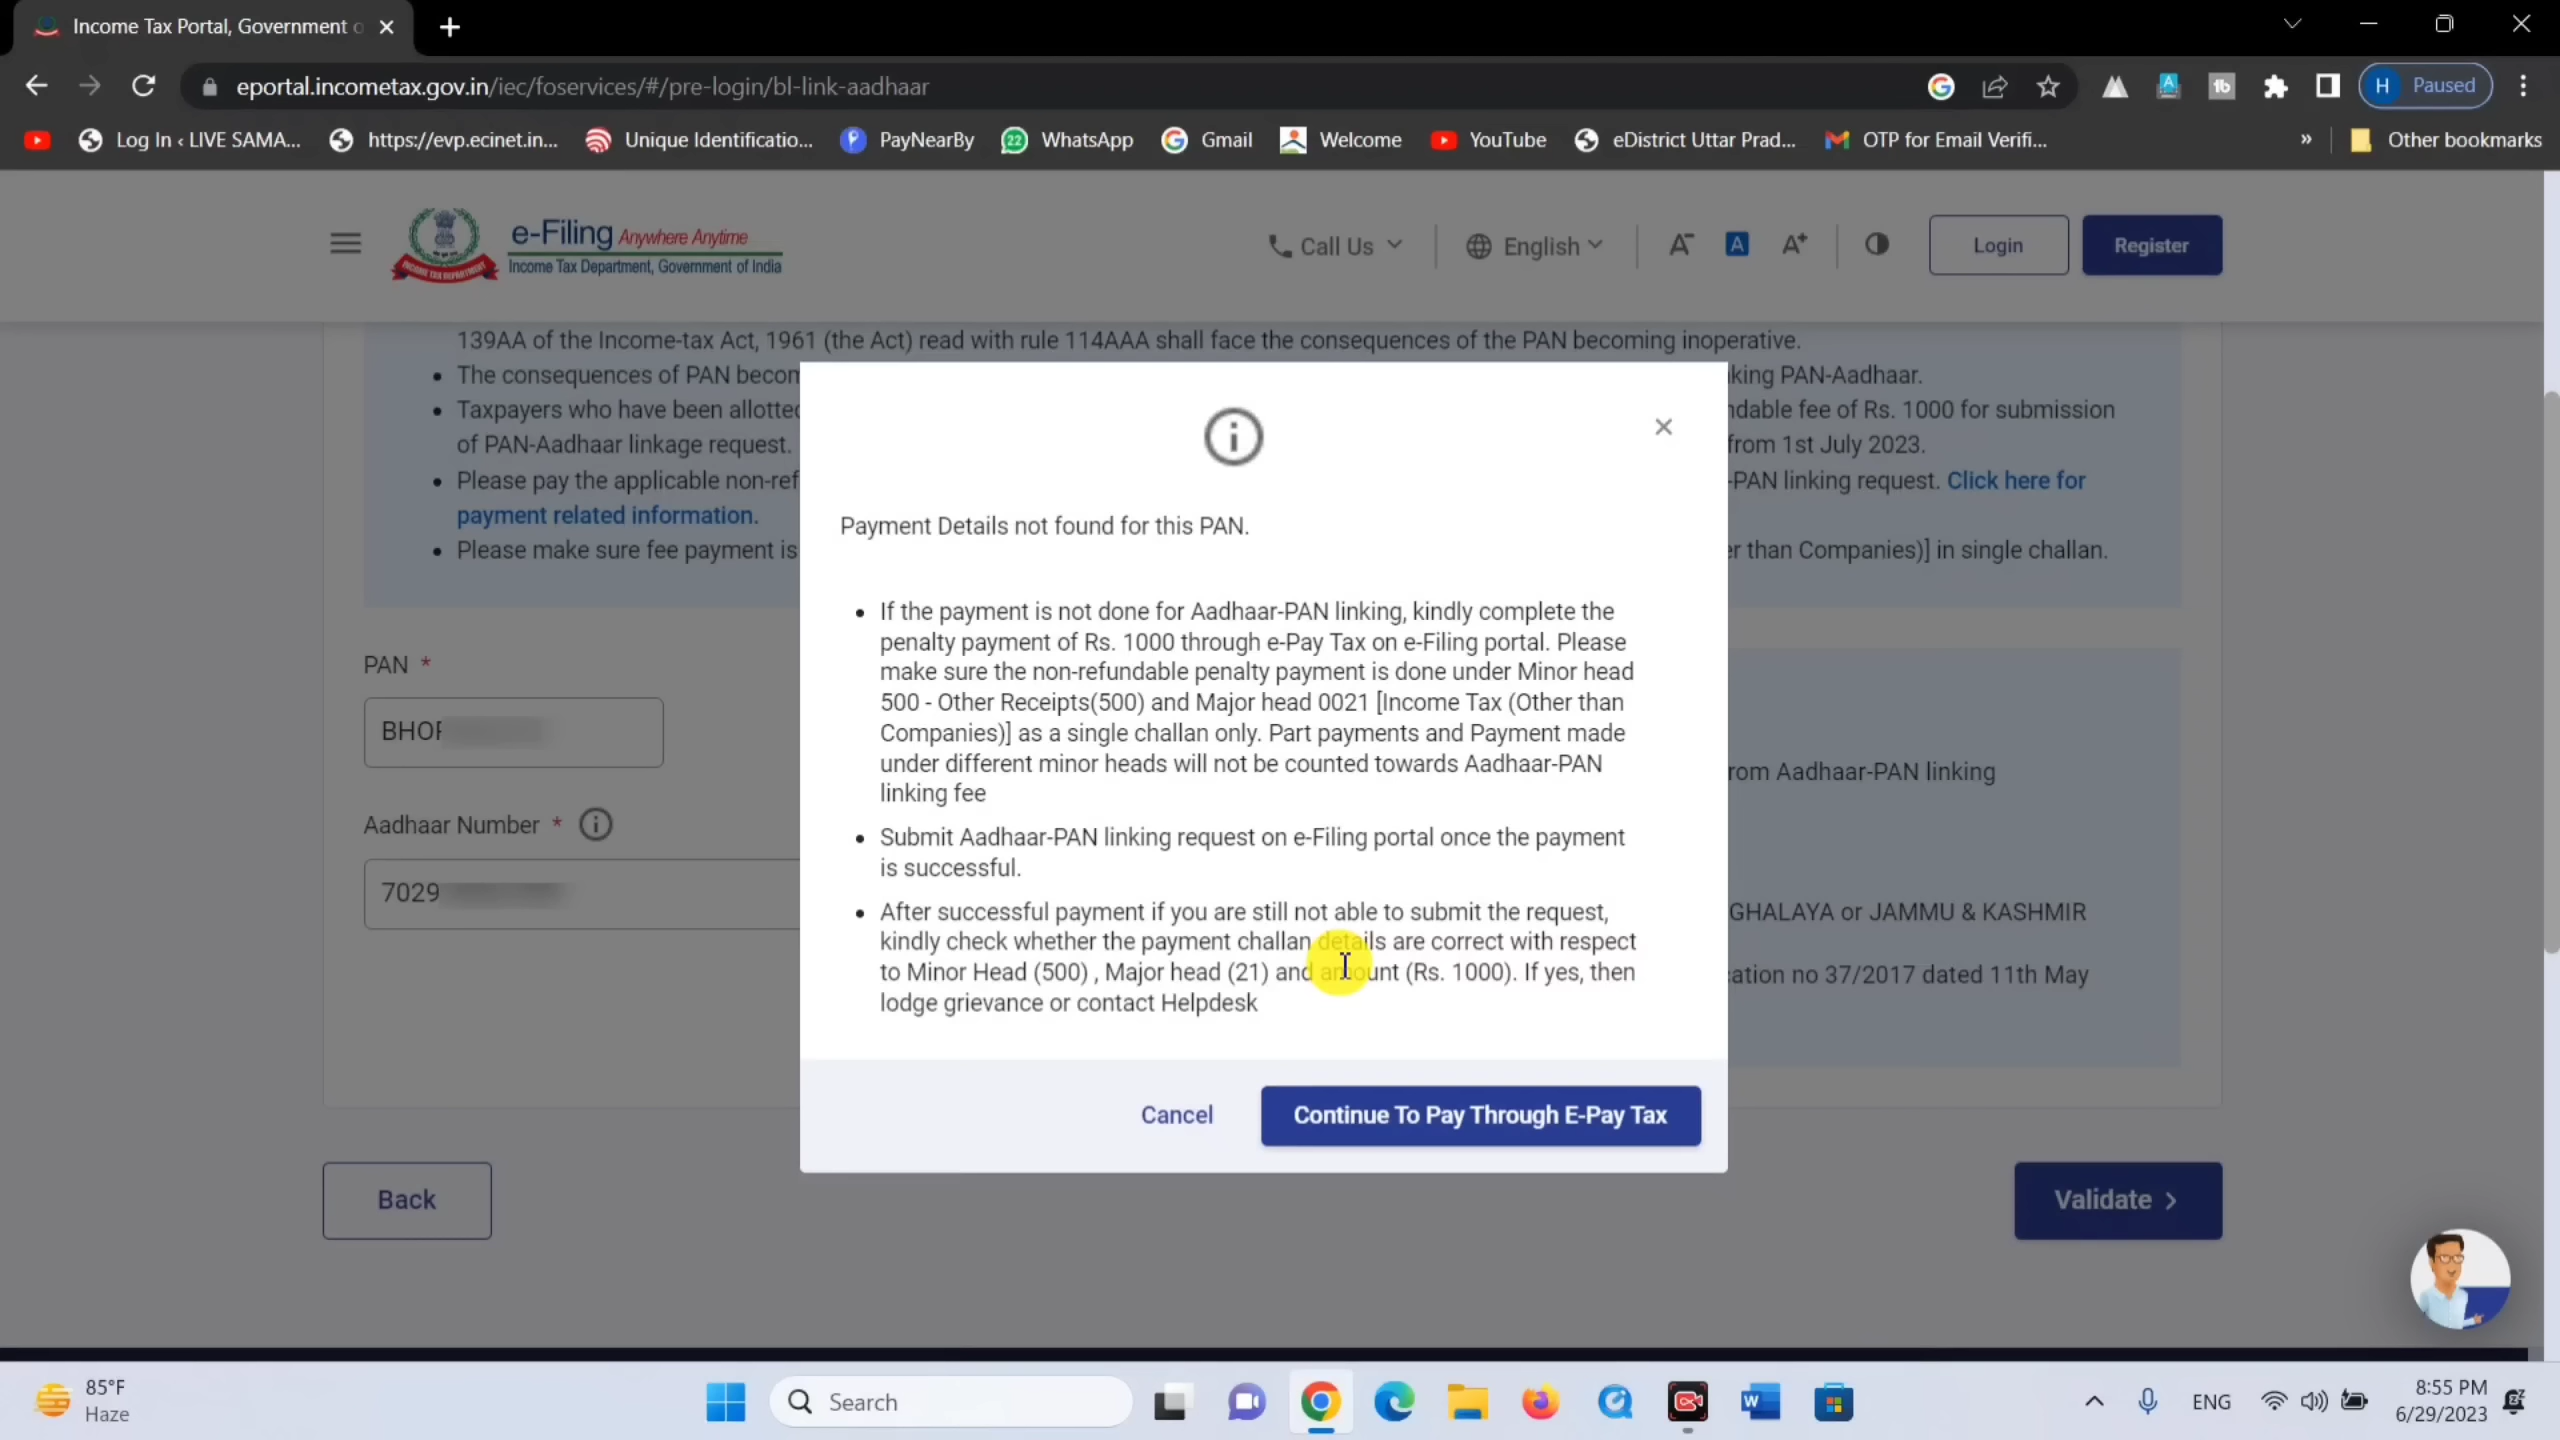 Income Tax Portal, Government
eportal.incometax.gov.in/iec/foservices/#/pre-login/bl-link-aadhaar
H Paused
Log In ‹ LIVE SAMA...
https://evp.ecinet.in...
Unique Identificatio...
PayNearBy
22
WhatsApp
Gmail
Welcome
YouTube
eDistrict Uttar Prad...
OTP for Email Verifi...
»
Other bookmarks
INCOME TAX DEPARTMENT
e-Filing Anywhere Anytime
Income Tax Department, Government of India
Call Us
English
A-
A
A+
Login
Register
139AA of the Income-tax Act, 1961 (the Act) read with rule 114AAA shall face the consequences of the PAN becoming inoperative.
• The consequences of PAN king PAN-Aadhaar.
• Taxpayers who have been fee of Rs. 1000 for submission
of PAN-Aadhaar linkage request. from 1st July 2023.
• Please pay the applicable -PAN linking request. Click here for
payment related information.
• Please make sure fee payment is than Companies)] in single challan.
Payment Details not found for this PAN.
• If the payment is not done for Aadhaar-PAN linking, kindly complete the
penalty payment of Rs. 1000 through e-Pay Tax on e-Filing portal. Please
make sure the non-refundable penalty payment is done under Minor head
500 - Other Receipts(500) and Major head 0021 [Income Tax (Other than
Companies)] as a single challan only. Part payments and Payment made
under different minor heads will not be counted towards Aadhaar-PAN
linking fee
• Submit Aadhaar-PAN linking request on e-Filing portal once the payment
is successful.
• After successful payment if you are still not able to submit the request,
kindly check whether the payment challan details are correct with respect
to Minor Head (500) , Major head (21) and amount (Rs. 1000). If yes, then
lodge grievance or contact Helpdesk
Cancel
Continue To Pay Through E-Pay Tax
PAN *
BHO
Aadhaar Number *
7029
Aadhaar-PAN linking
GHALAYA or JAMMU & KASHMIR
no 37/2017 dated 11th May
Back
Validate >
85°F
Haze
Search
ENG
8:55 PM
6/29/2023